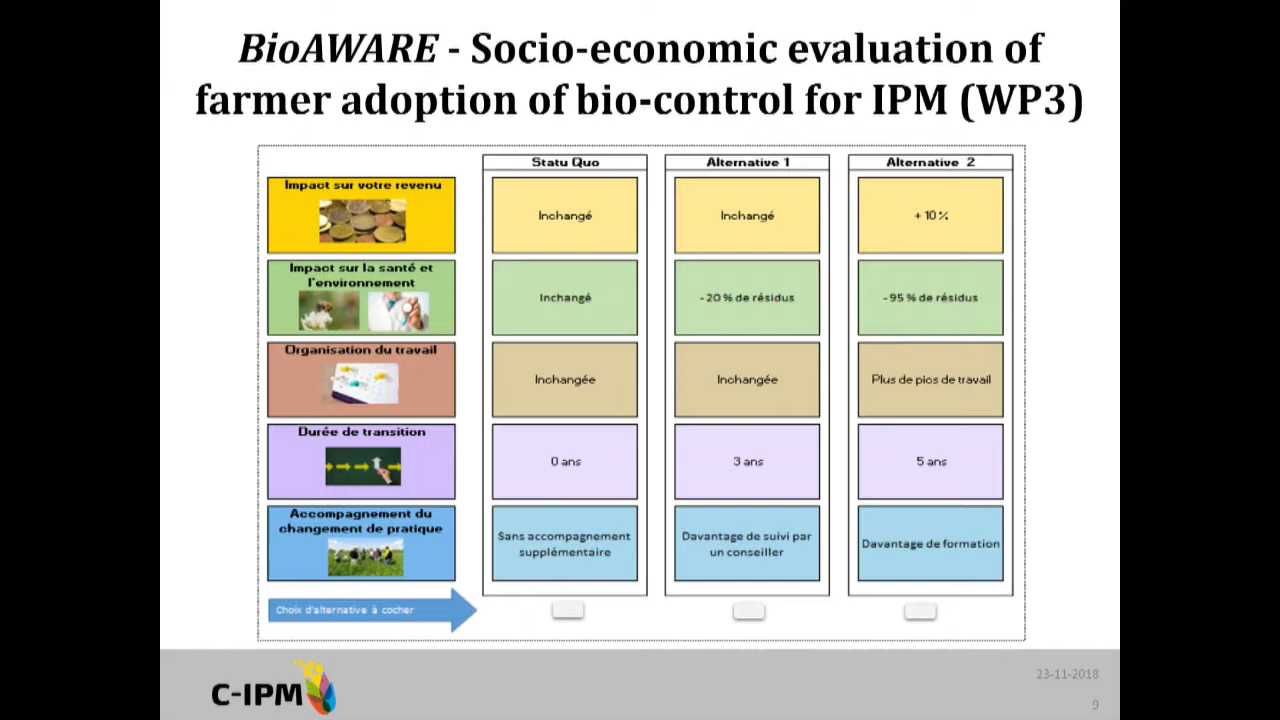 BioAWARE - Socio-economic evaluation of
farmer adoption of bio-control for IPM (WP3)
Statu Quo
Alternative 1
Alternative 2
Impact sur votre revenu
Inchangé
Inchangé
+ 10 %
Impact sur la santé et
l'environnement
Inchangé
- 20 % de résidus
- 95 % de résidus
Organisation du travail
Inchangée
Inchangée
Plus de pics de travail
Durée de transition
0 ans
3 ans
5 ans
Accompagnement du
changement de pratique
Sans accompagnement
supplémentaire
Davantage de suivi par
un conseiller
Davantage de formation
Choix d'alternative à cocher
C-IPM
23-11-2018
9